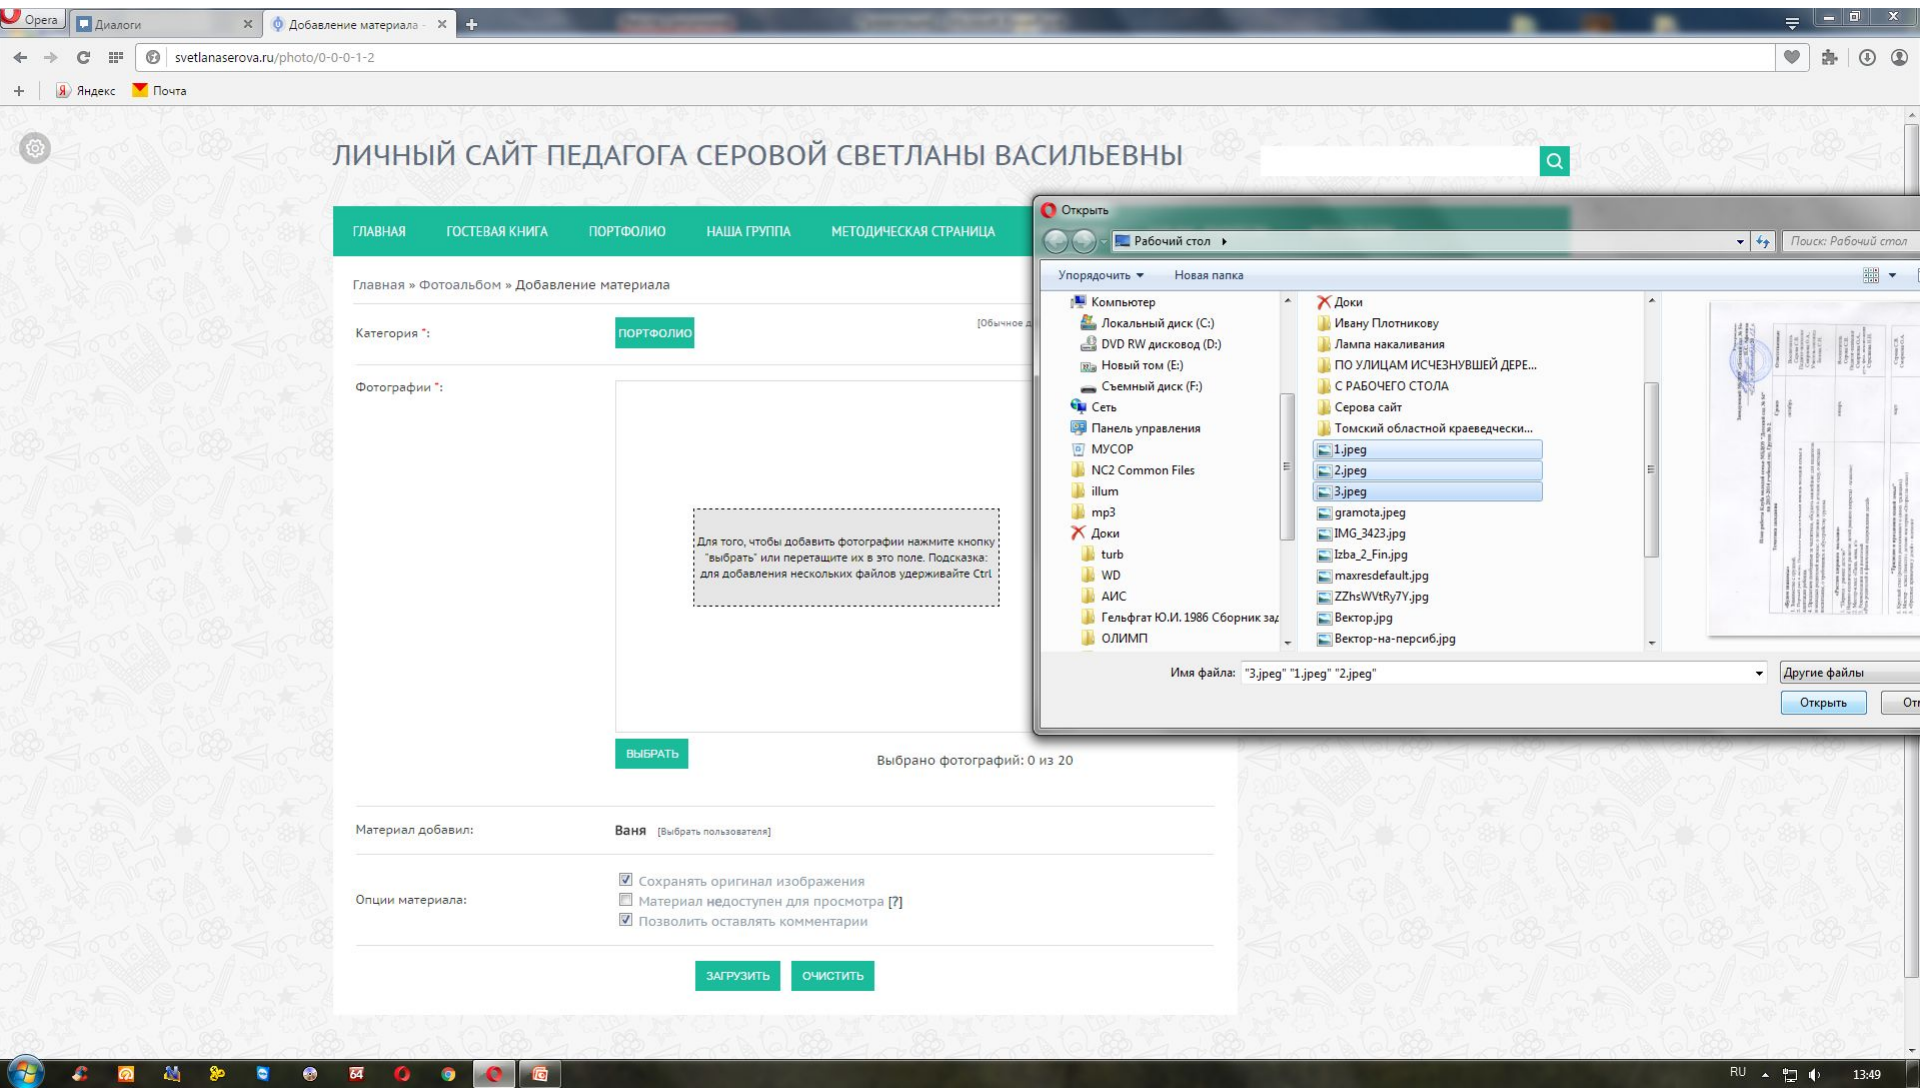 Opera
Диалоги
Добавление материала -
svetlanaserova.ru/photo/0-0-0-1-2
Яндекс
Почта
ЛИЧНЫЙ САЙТ ПЕДАГОГА СЕРОВОЙ СВЕТЛАНЫ ВАСИЛЬЕВНЫ
ГЛАВНАЯ ГОСТЕВАЯ КНИГА ПОРТФОЛИО НАША ГРУППА МЕТОДИЧЕСКАЯ СТРАНИЦА
Главная » Фотоальбом » Добавление материала
Категория *:
ПОРТФОЛИО
[Обычное д
Фотографии *:
Для того, чтобы добавить фотографии нажмите кнопку
"выбрать" или перетащите их в это поле. Подсказка:
для добавления нескольких файлов удерживайте Ctrl
ВЫБРАТЬ
Выбрано фотографий: 0 из 20
Материал добавил:
Ваня [Выбрать пользователя]
Опции материала:
Сохранять оригинал изображения
Материал недоступен для просмотра [?]
Позволить оставлять комментарии
ЗАГРУЗИТЬ ОЧИСТИТЬ
Открыть
Рабочий стол
Поиск: Рабочий стол
Упорядочить Новая папка
Компьютер
Локальный диск (C:)
DVD RW дисковод (D:)
Новый том (E:)
Съемный диск (F:)
Сеть
Панель управления
МУСОР
NC2 Common Files
illum
mp3
Доки
turb
WD
АИС
Гельфгат Ю.И. 1986 Сборник зад
ОЛИМП
Доки
Ивану Плотникову
Лампа накаливания
ПО УЛИЦАМ ИСЧЕЗНУВШЕЙ ДЕРЕ...
С РАБОЧЕГО СТОЛА
Серова сайт
Томский областной краеведчески...
1.jpeg
2.jpeg
3.jpeg
gramota.jpeg
IMG_3423.jpg
Izba_2_Fin.jpg
maxresdefault.jpg
ZZhsWVtRy7Y.jpg
Вектор.jpg
Вектор-на-персиб.jpg
Имя файла: "3.jpeg" "1.jpeg" "2.jpeg"
Другие файлы
Открыть
От
64
RU
13:49